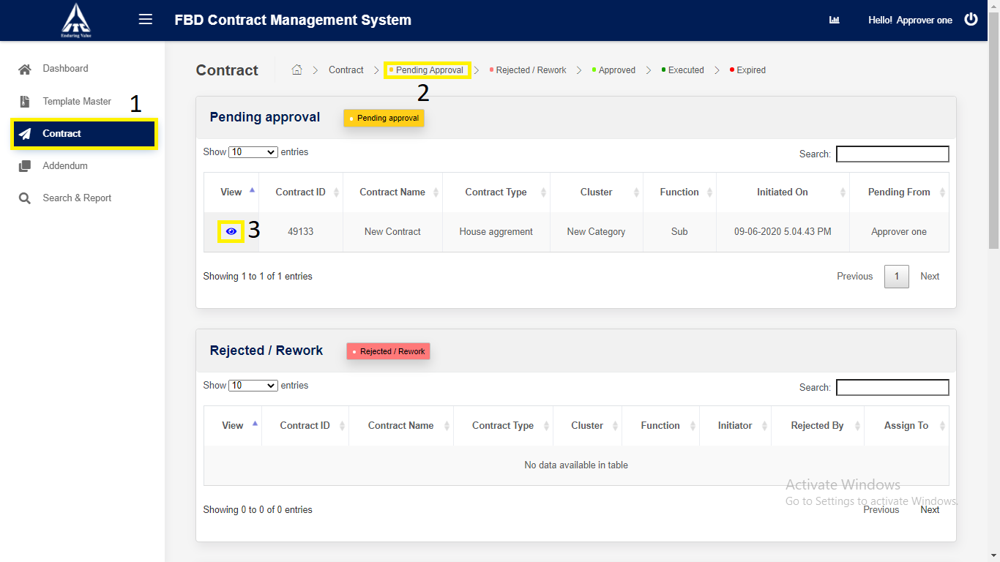 Enduring Value
FBD Contract Management System
Hello! Approver one
Dashboard
Template Master
1
Contract
Addendum
Search & Report
Contract
Contract
Pending Approval
Rejected / Rework
Approved
Executed
Expired
2
Pending approval
Pending approval
Show 10 entries
Search:
View Contract ID Contract Name Contract Type Cluster Function Initiated On Pending From
3 49133 New Contract House aggrement New Category Sub 09-06-2020 5.04.43 PM Approver one
Showing 1 to 1 of 1 entries
Previous 1 Next
Rejected / Rework
Rejected / Rework
Show 10 entries
Search:
View Contract ID Contract Name Contract Type Cluster Function Initiator Rejected By Assign To
No data available in table
Activate Windows
Go to Settings to activate Windows.
Showing 0 to 0 of 0 entries
Previous Next